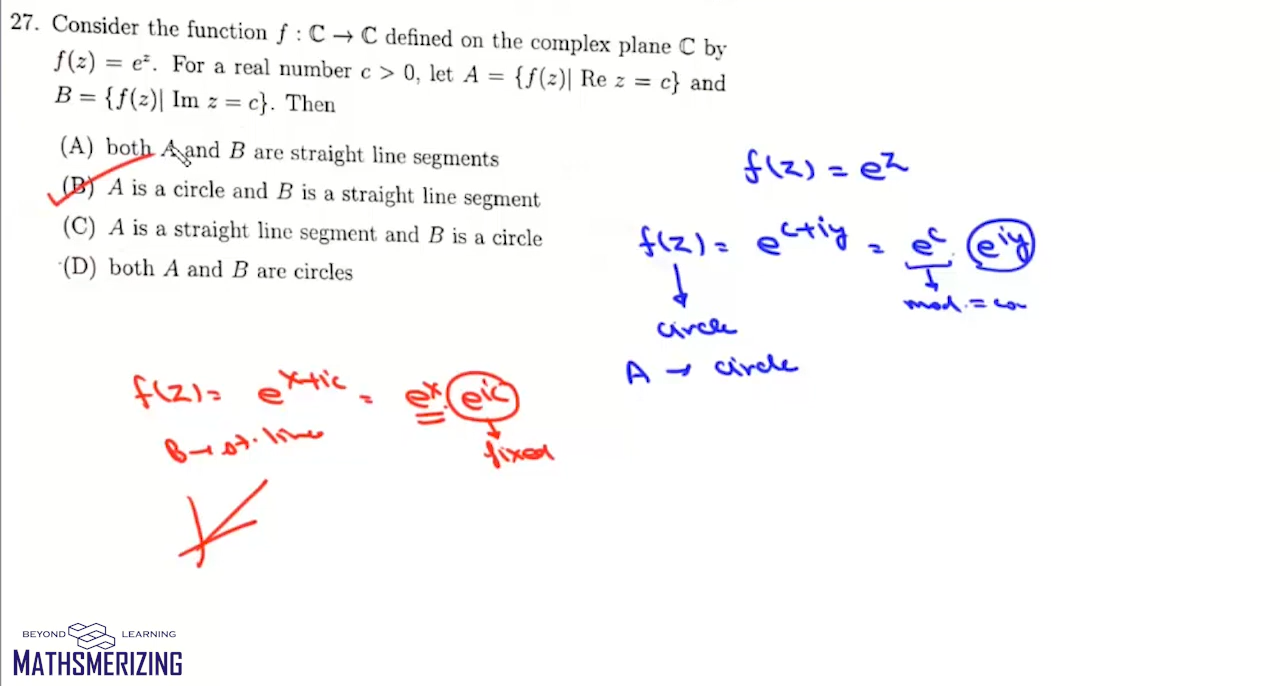 27. Consider the function f : ℂ → ℂ defined on the complex plane ℂ by
f(z) = e^z. For a real number c > 0, let A = {f(z)| Re z = c} and
B = {f(z)| Im z = c}. Then
(A) both A and B are straight line segments
(B) A is a circle and B is a straight line segment
(C) A is a straight line segment and B is a circle
(D) both A and B are circles
f(z) = e^z
f(z) = e^{c+iy} = e^c . e^{iy}
mod. = con
circle
A → circle
f(z) = e^{x+ic} = e^x . e^{ic}
B → st. line
fixed
BEYOND LEARNING
MATHSMERIZING